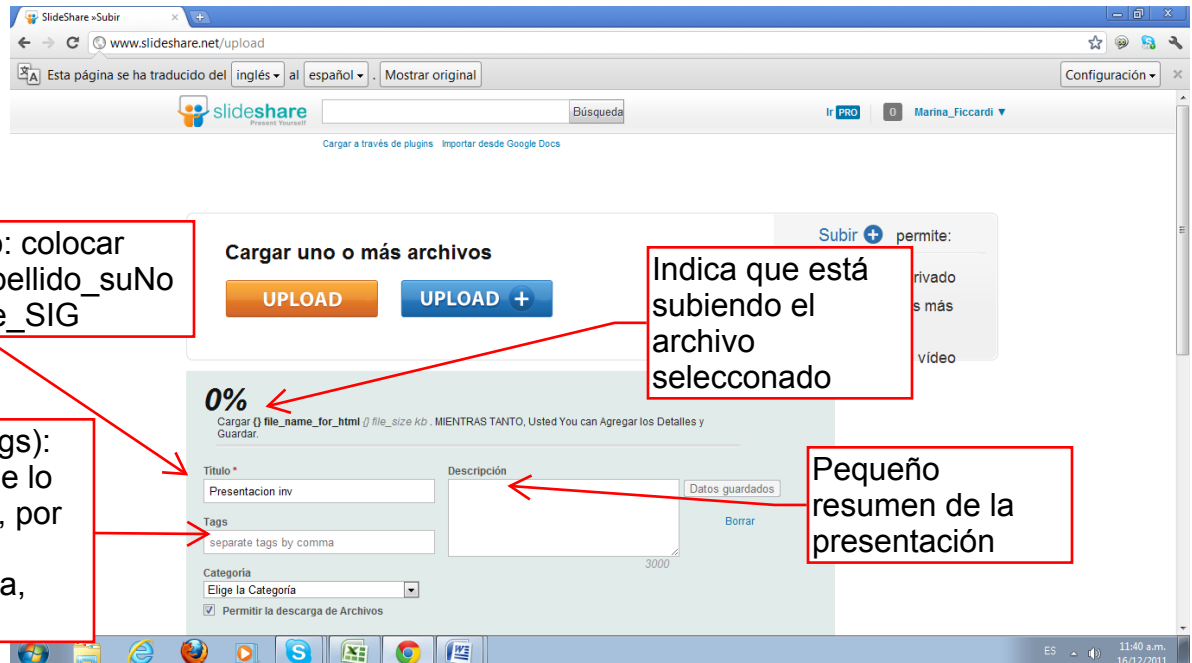 SlideShare »Subir
www.slideshare.net/upload
Esta página se ha traducido del inglés al español . Mostrar original Configuración
slideshare Búsqueda Ir PRO 0 Marina_Ficcardi
Present Yourself
Cargar a través de plugins Importar desde Google Docs
Subir permite:
Cargar uno o más archivos
UPLOAD UPLOAD +
rivado
s más
vídeo
: colocar
pellido_suNo
e_SIG
Indica que está
subiendo el
archivo
selecconado
0%
Cargar {} file_name_for_html {} file_size kb . MIENTRAS TANTO, Usted You can Agregar los Detalles y
Guardar.
gs):
e lo
, por
a,
Título *
Presentacion inv
Descripción
Datos guardados
Borrar
3000
Tags
separate tags by comma
Categoría
Elige la Categoría
Permitir la descarga de Archivos
Pequeño
resumen de la
presentación
ES 11:40 a.m.
16/12/2011